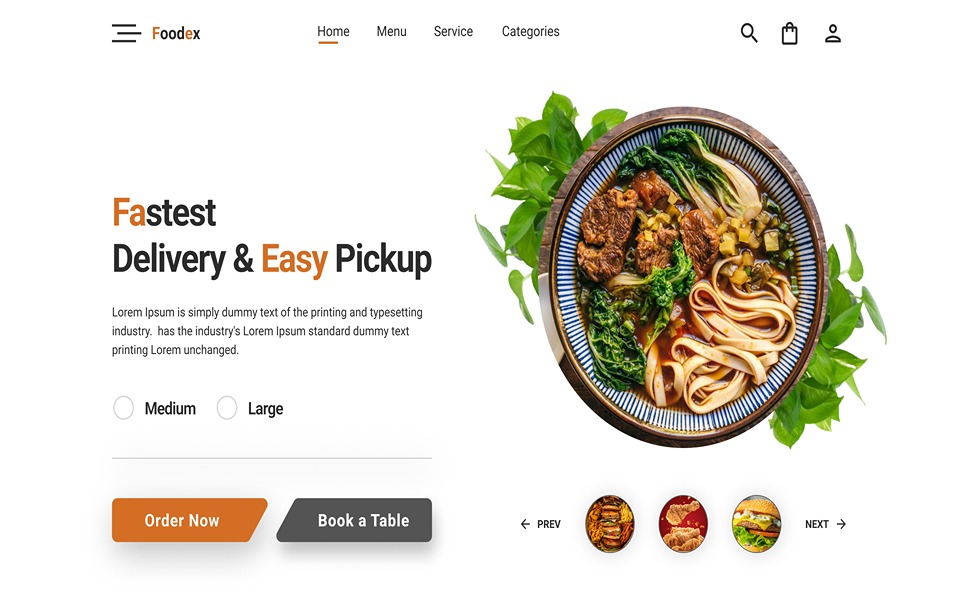 Foodex
Home Menu Service Categories
Fastest
Delivery & Easy Pickup
Lorem Ipsum is simply dummy text of the printing and typesetting
industry.  has the industry's Lorem Ipsum standard dummy text
printing Lorem unchanged.
Medium Large
Order Now Book a Table
PREV NEXT